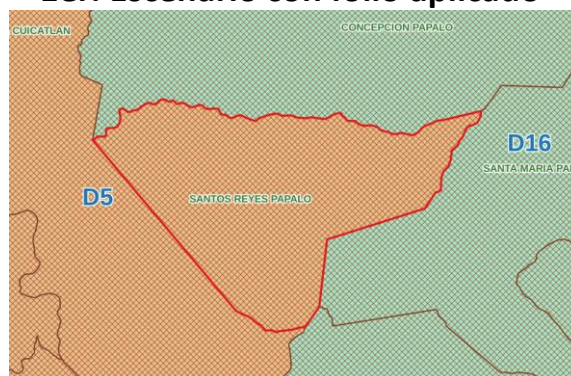 CUICATLAN
CONCEPCION PAPALO
D16
SANTA MARIA PA
D5
SANTOS REYES PAPALO